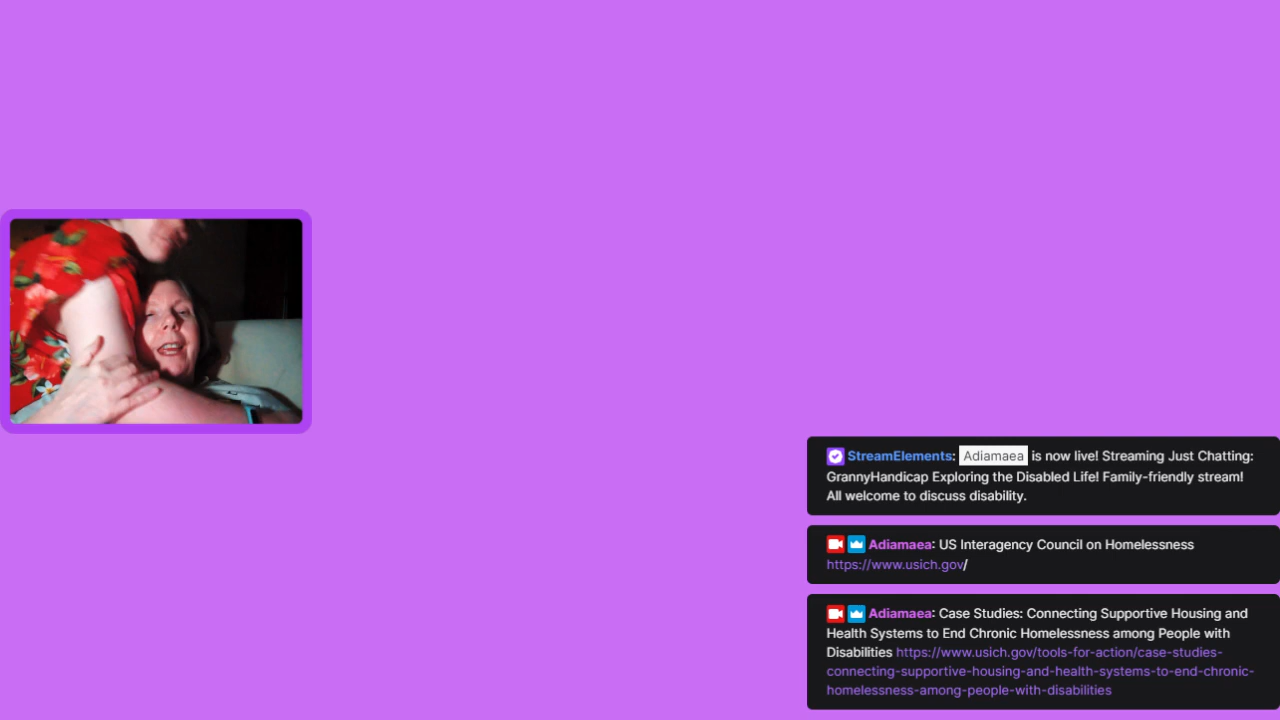 StreamElements: Adiamaea is now live! Streaming Just Chatting:
GrannyHandicap Exploring the Disabled Life! Family-friendly stream!
All welcome to discuss disability.
Adiamaea: US Interagency Council on Homelessness
https://www.usich.gov/
Adiamaea: Case Studies: Connecting Supportive Housing and
Health Systems to End Chronic Homelessness among People with
Disabilities https://www.usich.gov/tools-for-action/case-studies-
connecting-supportive-housing-and-health-systems-to-end-chronic-
homelessness-among-people-with-disabilities